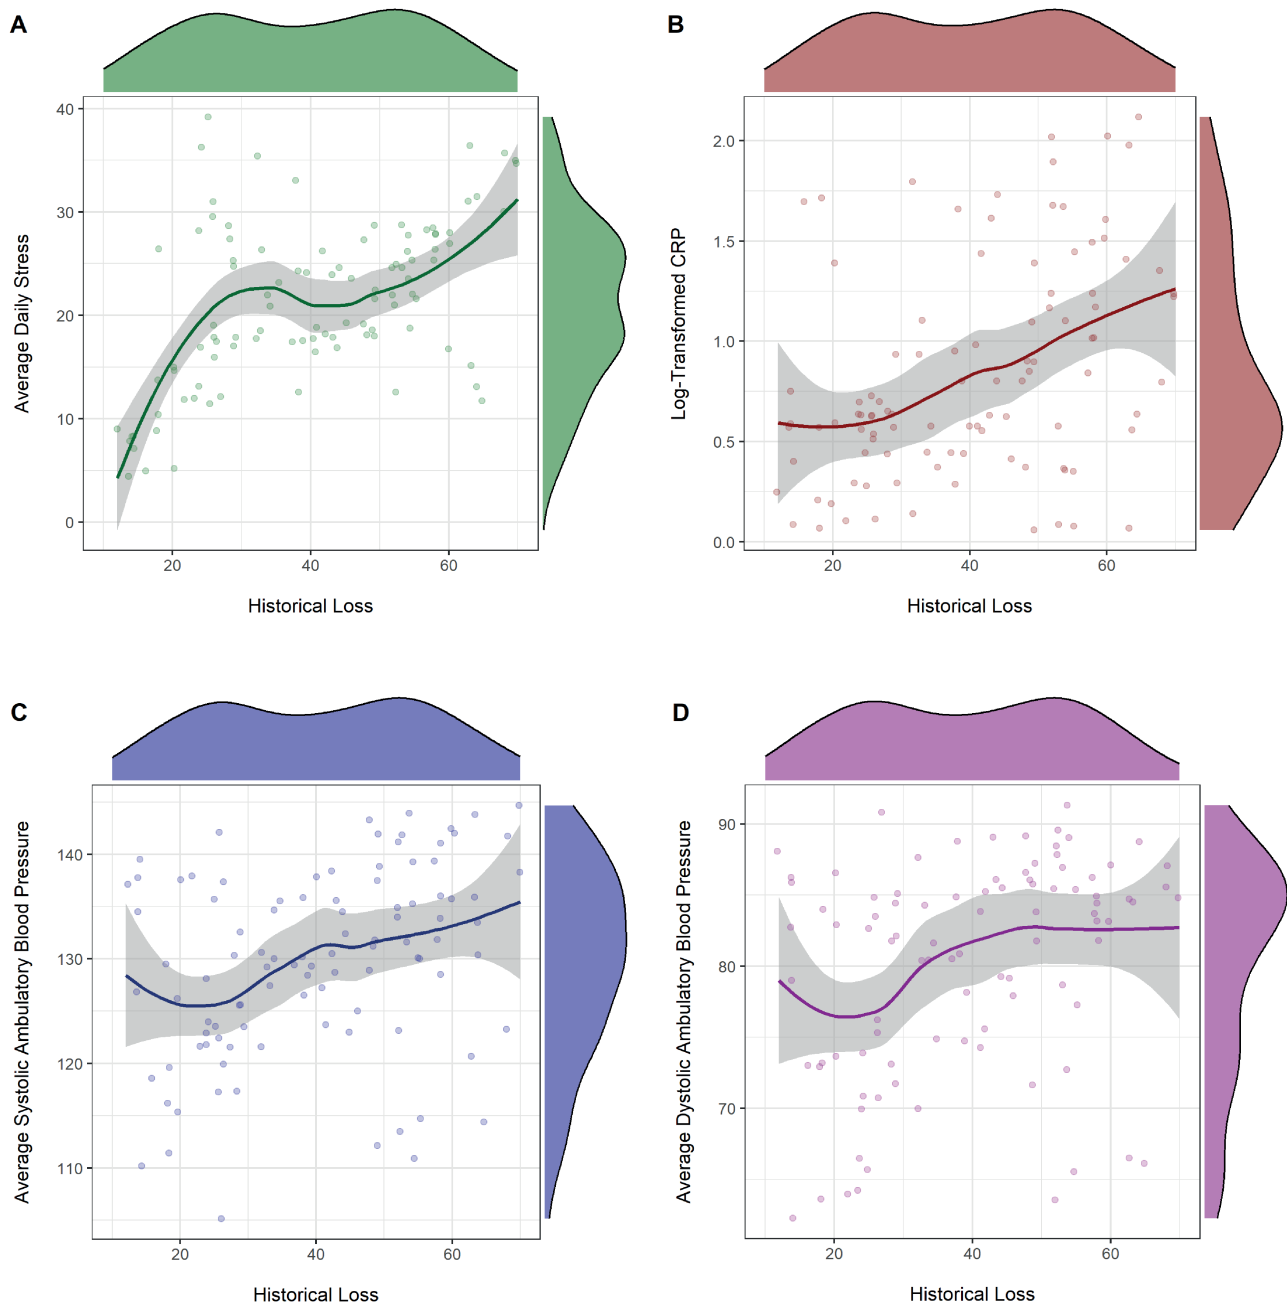 A
40
30
20
10
0
20 40 60
Average Daily Stress
Historical Loss
B
2.0
1.5
1.0
0.5
0.0
20 40 60
Log-Transformed CRP
Historical Loss
C
140
130
120
110
20 40 60
Average Systolic Ambulatory Blood Pressure
Historical Loss
D
90
80
70
20 40 60
Average Dystolic Ambulatory Blood Pressure
Historical Loss